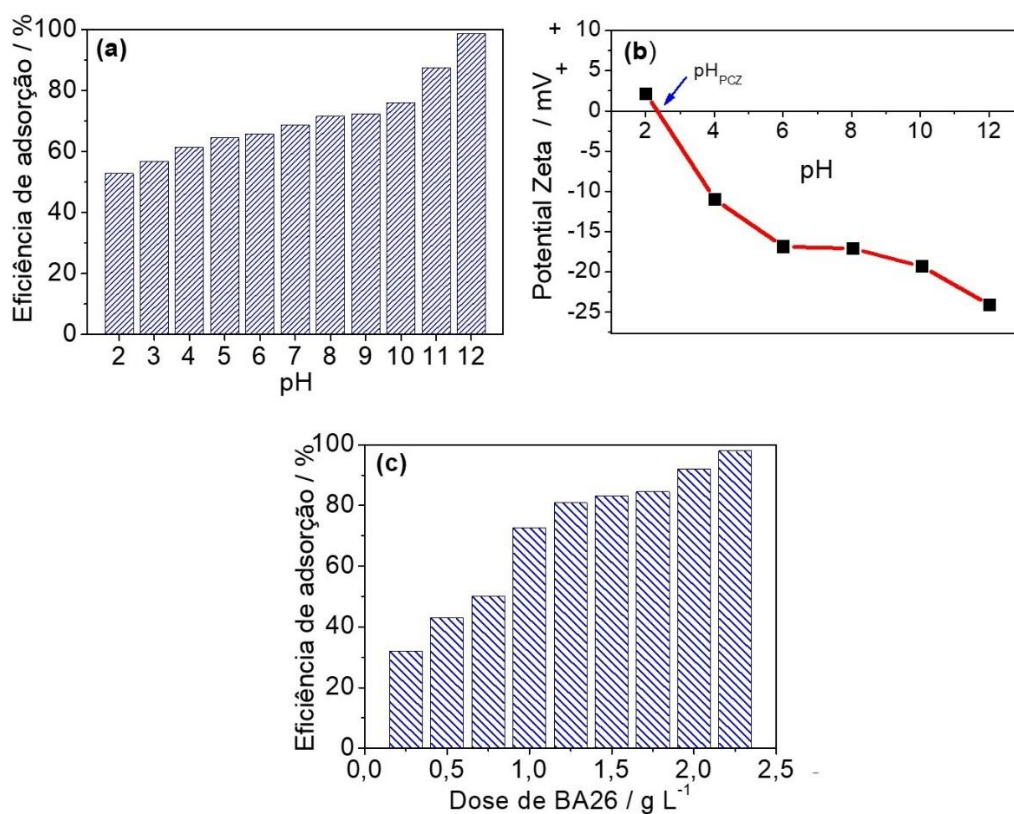 (a)
Eficiência de adsorção / %
100
80
60
40
20
0
2 3 4 5 6 7 8 9 10 11 12
pH
(b)
Potential Zeta / mV
+
+
10
5
0
-5
-10
-15
-20
-25
pH_PCZ
2 4 6 8 10 12
pH
(c)
Eficiência de adsorção / %
100
80
60
40
20
0
0,0 0,5 1,0 1,5 2,0 2,5
Dose de BA26 / g L⁻¹